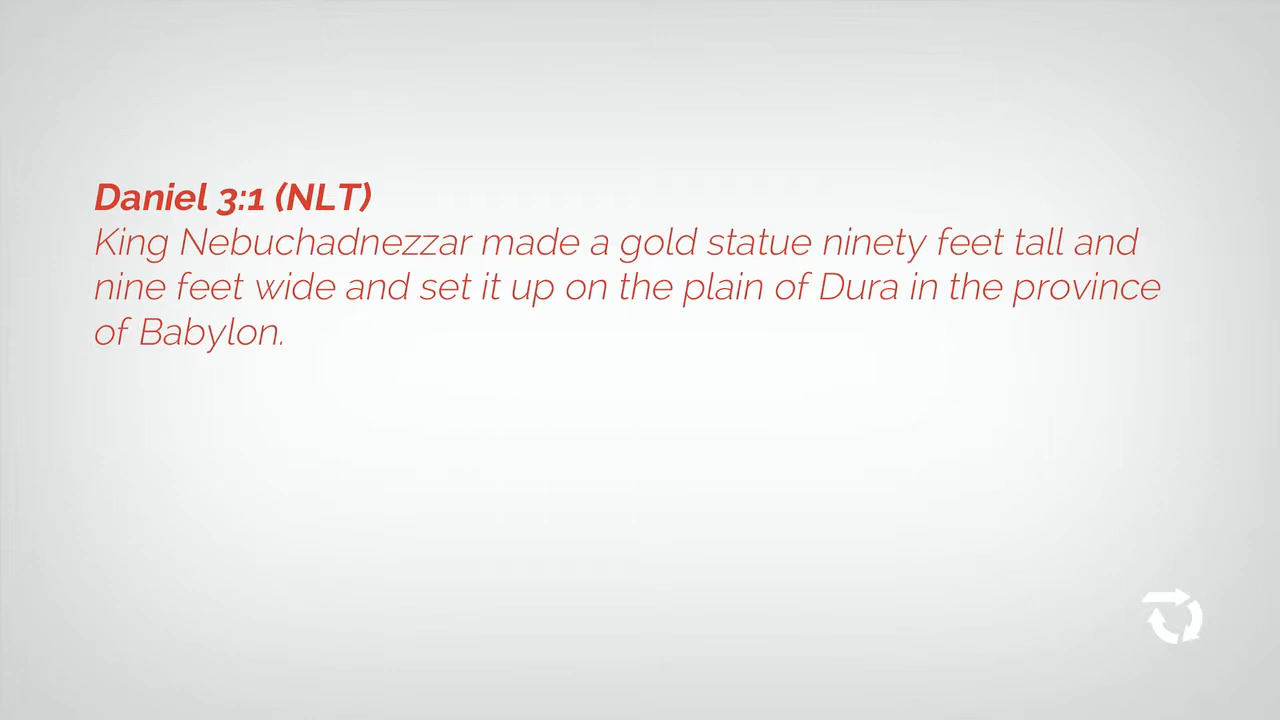 Daniel 3:1 (NLT)
King Nebuchadnezzar made a gold statue ninety feet tall and
nine feet wide and set it up on the plain of Dura in the province
of Babylon.